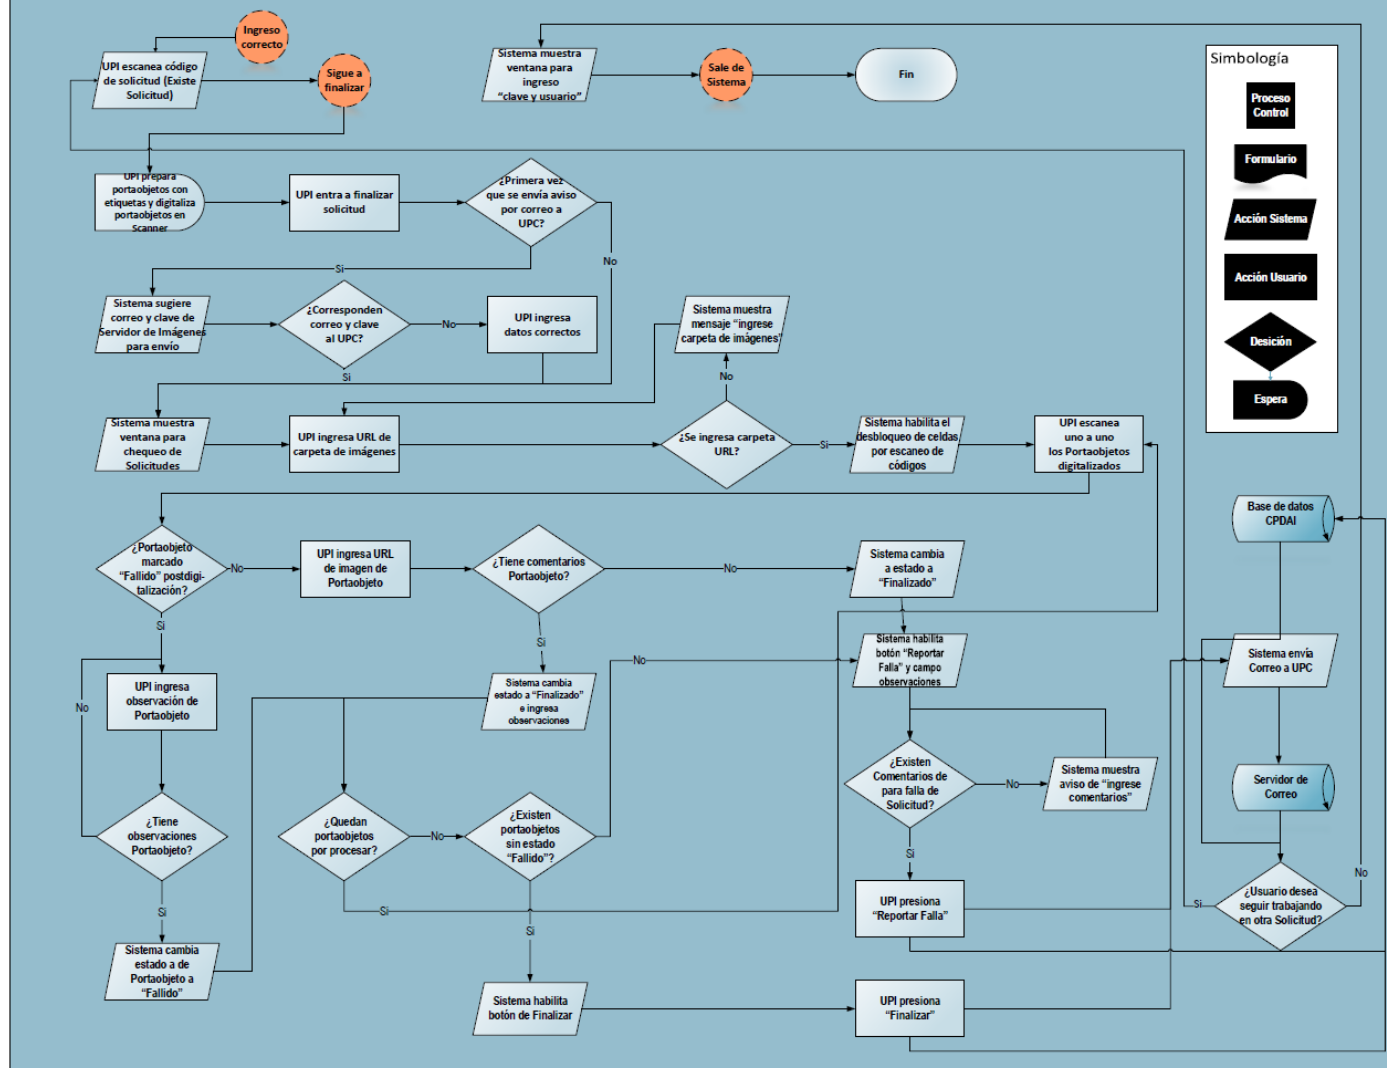 Ingreso
correcto
UPI escanea código
de solicitud (Existe
Solicitud)
Sigue a
finalizar
Sistema muestra
ventana para
ingreso
"clave y usuario"
Sale de
Sistema
Fin
Simbología
Proceso
Control
Formulario
Acción Sistema
Acción Usuario
Desición
Espera
UPI prepara
portaobjetos con
etiquetas y digitaliza
portaobjetos en
Scanner
UPI entra a finalizar
solicitud
¿Primera vez
que se envía aviso
por correo a
UPC?
No
Si
Sistema sugiere
correo y clave de
Servidor de Imágenes
para envío
¿Corresponden
correo y clave
al UPC?
No
UPI ingresa
datos correctos
Si
Sistema muestra
mensaje "ingrese
carpeta de imágenes"
No
Sistema muestra
ventana para
chequeo de
Solicitudes
UPI ingresa URL de
carpeta de imágenes
¿Se ingresa carpeta
URL?
Si
Sistema habilita el
desbloqueo de celdas
por escaneo de
códigos
UPI escanea
uno a uno
los Portaobjetos
digitalizados
¿Portaobjeto
marcado
"Fallido" postdigi-
talización?
No
UPI ingresa URL
de imagen de
Portaobjeto
¿Tiene comentarios
Portaobjeto?
No
Sistema cambia
a estado a
"Finalizado"
Base de datos
CPDAI
Si
Si
Sistema habilita
botón "Reportar
Falla" y campo
observaciones
Sistema envía
Correo a UPC
No
UPI ingresa
observación de
Portaobjeto
No
Sistema cambia
estado a "Finalizado"
e ingresa
observaciones
¿Existen
Comentarios de
para falla de
Solicitud?
No
Sistema muestra
aviso de "ingrese
comentarios"
Servidor de
Correo
¿Tiene
observaciones
Portaobjeto?
¿Quedan
portaobjetos
por procesar?
No
¿Existen
portaobjetos
sin estado
"Fallido"?
Si
No
Si
Si
Si
UPI presiona
"Reportar Falla"
Si
¿Usuario desea
seguir trabajando
en otra Solicitud?
Sistema cambia
estado a de
Portaobjeto a
"Fallido"
Sistema habilita
botón de Finalizar
UPI presiona
"Finalizar"